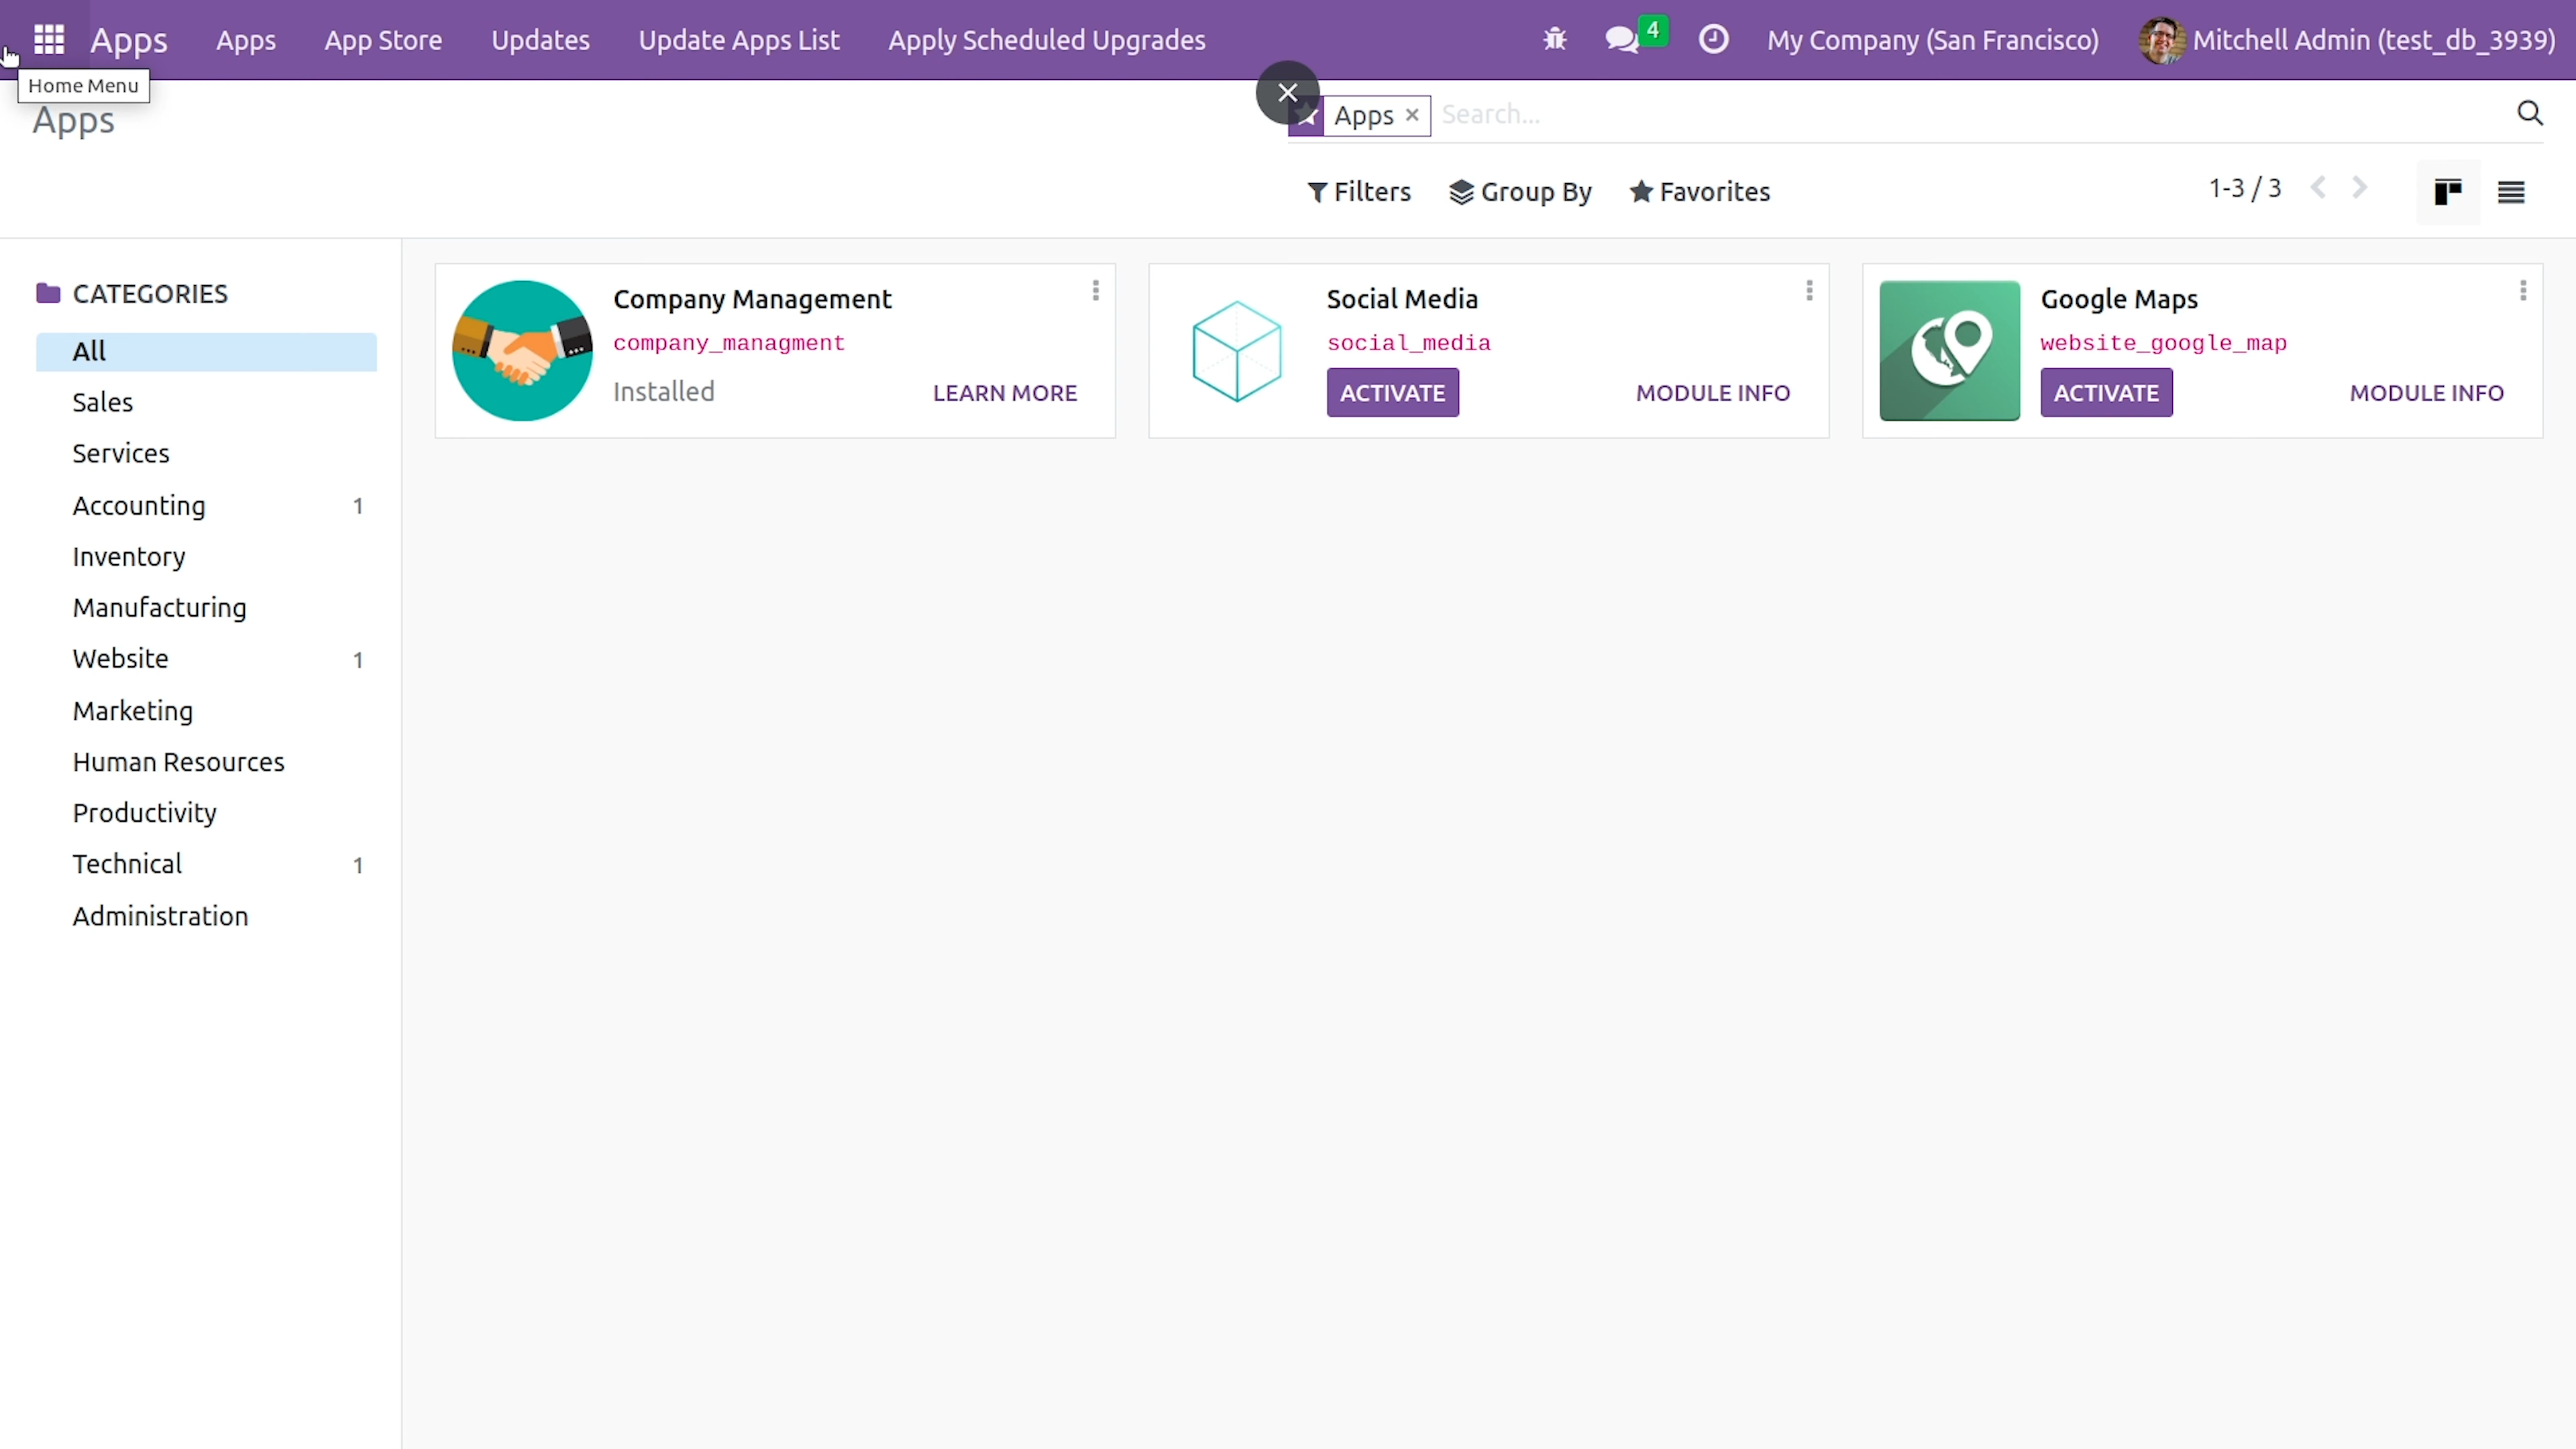 Apps Apps App Store Updates Update Apps List Apply Scheduled Upgrades 4 My Company (San Francisco) Mitchell Admin (test_db_3939)
Home Menu
Apps
Apps × Search...
Filters Group By Favorites 1-3 / 3
CATEGORIES
All
Sales
Services
Accounting 1
Inventory
Manufacturing
Website 1
Marketing
Human Resources
Productivity
Technical 1
Administration
Company Management
company_managment
Installed LEARN MORE
Social Media
social_media
ACTIVATE MODULE INFO
Google Maps
website_google_map
ACTIVATE MODULE INFO